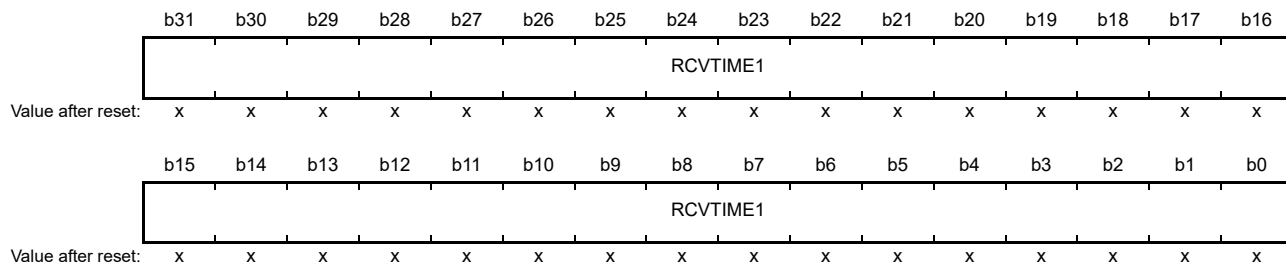 b31 b30 b29 b28 b27 b26 b25 b24 b23 b22 b21 b20 b19 b18 b17 b16
RCVTIME1
Value after reset: x x x x x x x x x x x x x x x x
b15 b14 b13 b12 b11 b10 b9 b8 b7 b6 b5 b4 b3 b2 b1 b0
RCVTIME1
Value after reset: x x x x x x x x x x x x x x x x